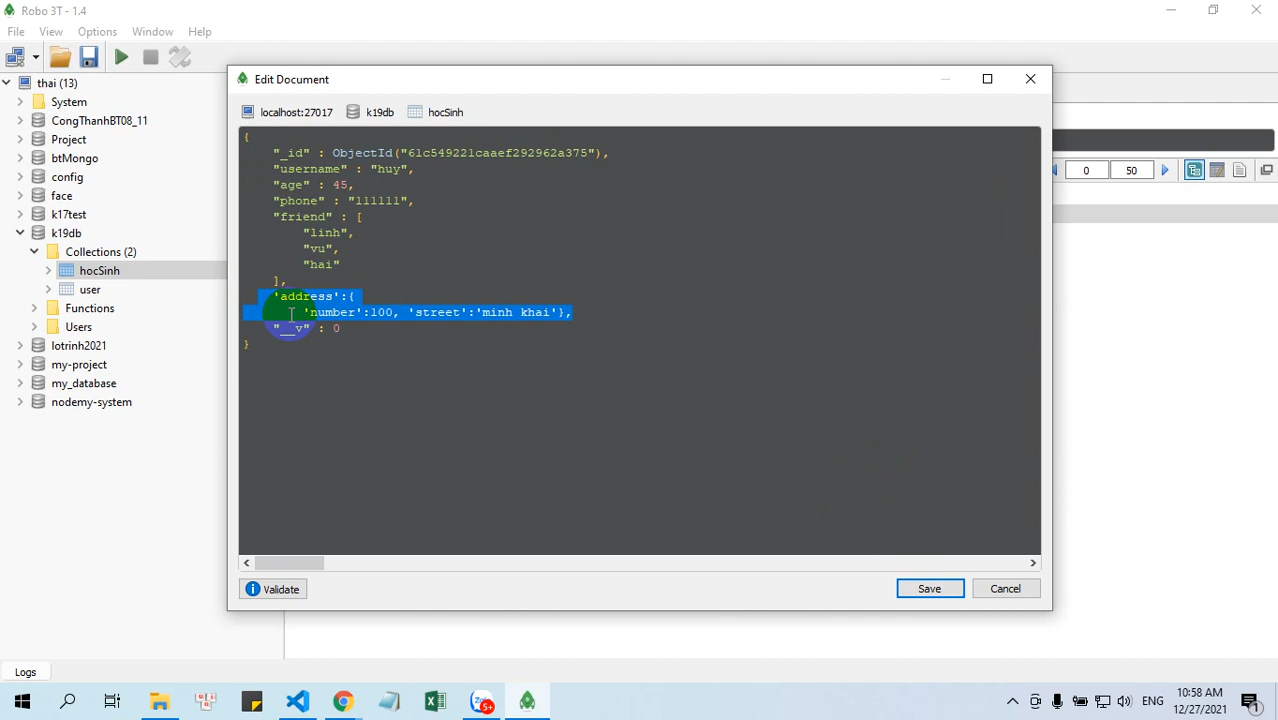 Robo 3T - 1.4
File View Options Window Help
thai (13)
System
CongThanhBT08_11
Project
btMongo
config
face
k17test
k19db
Collections (2)
hocSinh
user
Functions
Users
lotrinh2021
my-project
my_database
nodemy-system
Logs
0 50
Edit Document
localhost:27017 k19db hocSinh
{
"_id" : ObjectId("61c549221caaef292962a375"),
"username" : "huy",
"age" : 45,
"phone" : "111111",
"friend" : [
"linh",
"vu",
"hai"
],
'address':{
'number':100, 'street':'minh khai'},
"__v" : 0
}
Validate Save Cancel
5+
ENG
10:58 AM
12/27/2021
1